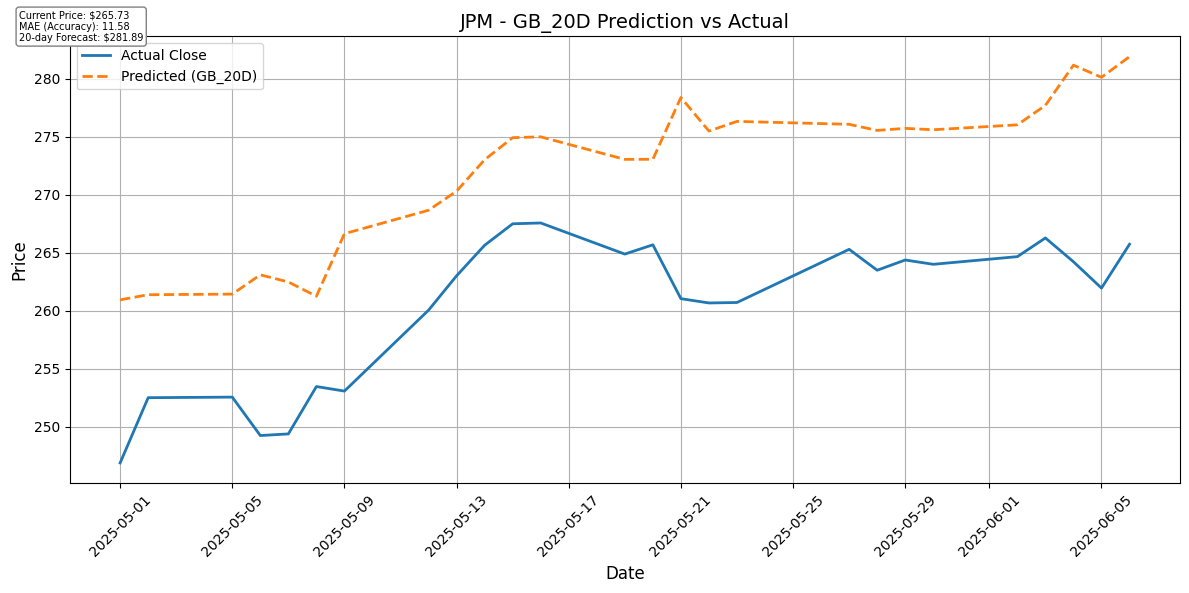 JPM - GB_20D Prediction vs Actual
Current Price: $265.73
MAE (Accuracy): 11.58
20-day Forecast: $281.89
Actual Close
Predicted (GB_20D)
Price
280
275
270
265
260
255
250
2025-05-01
2025-05-05
2025-05-09
2025-05-13
2025-05-17
2025-05-21
2025-05-25
2025-05-29
2025-06-01
2025-06-05
Date